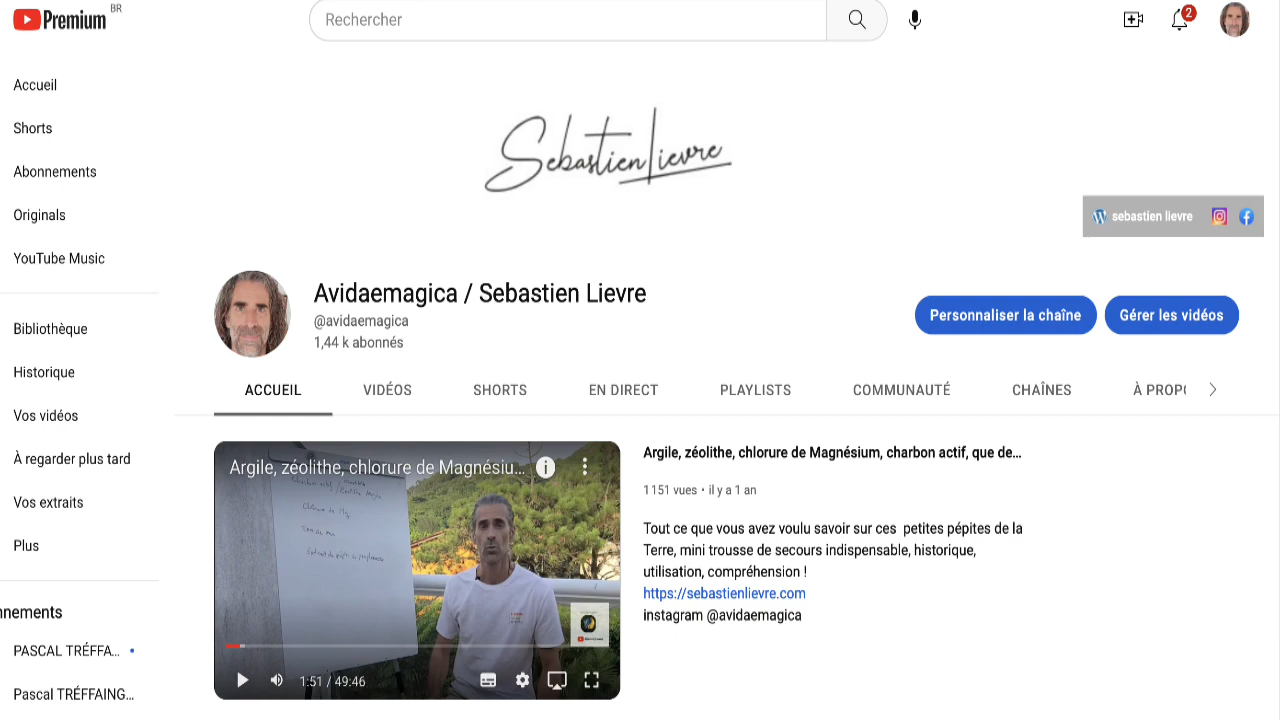 Premium BR
Rechercher
2
Accueil
Shorts
Abonnements
Originals
YouTube Music
Bibliothèque
Historique
Vos vidéos
À regarder plus tard
Vos extraits
Plus
nnements
PASCAL TRÉFFA...
Pascal TRÉFFAING...
Sebastien Lievre
sebastien lievre
Avidaemagica / Sebastien Lievre
@avidaemagica
1,44 k abonnés
Personnaliser la chaîne
Gérer les vidéos
ACCUEIL
VIDÉOS
SHORTS
EN DIRECT
PLAYLISTS
COMMUNAUTÉ
CHAÎNES
À PROP
Argile, zéolithe, chlorure de Magnésiu...
1:51 / 49:46
Argile, zéolithe, chlorure de Magnésium, charbon actif, que de...
1 151 vues • il y a 1 an
Tout ce que vous avez voulu savoir sur ces petites pépites de la
Terre, mini trousse de secours indispensable, historique,
utilisation, compréhension !
https://sebastienlievre.com
instagram @avidaemagica